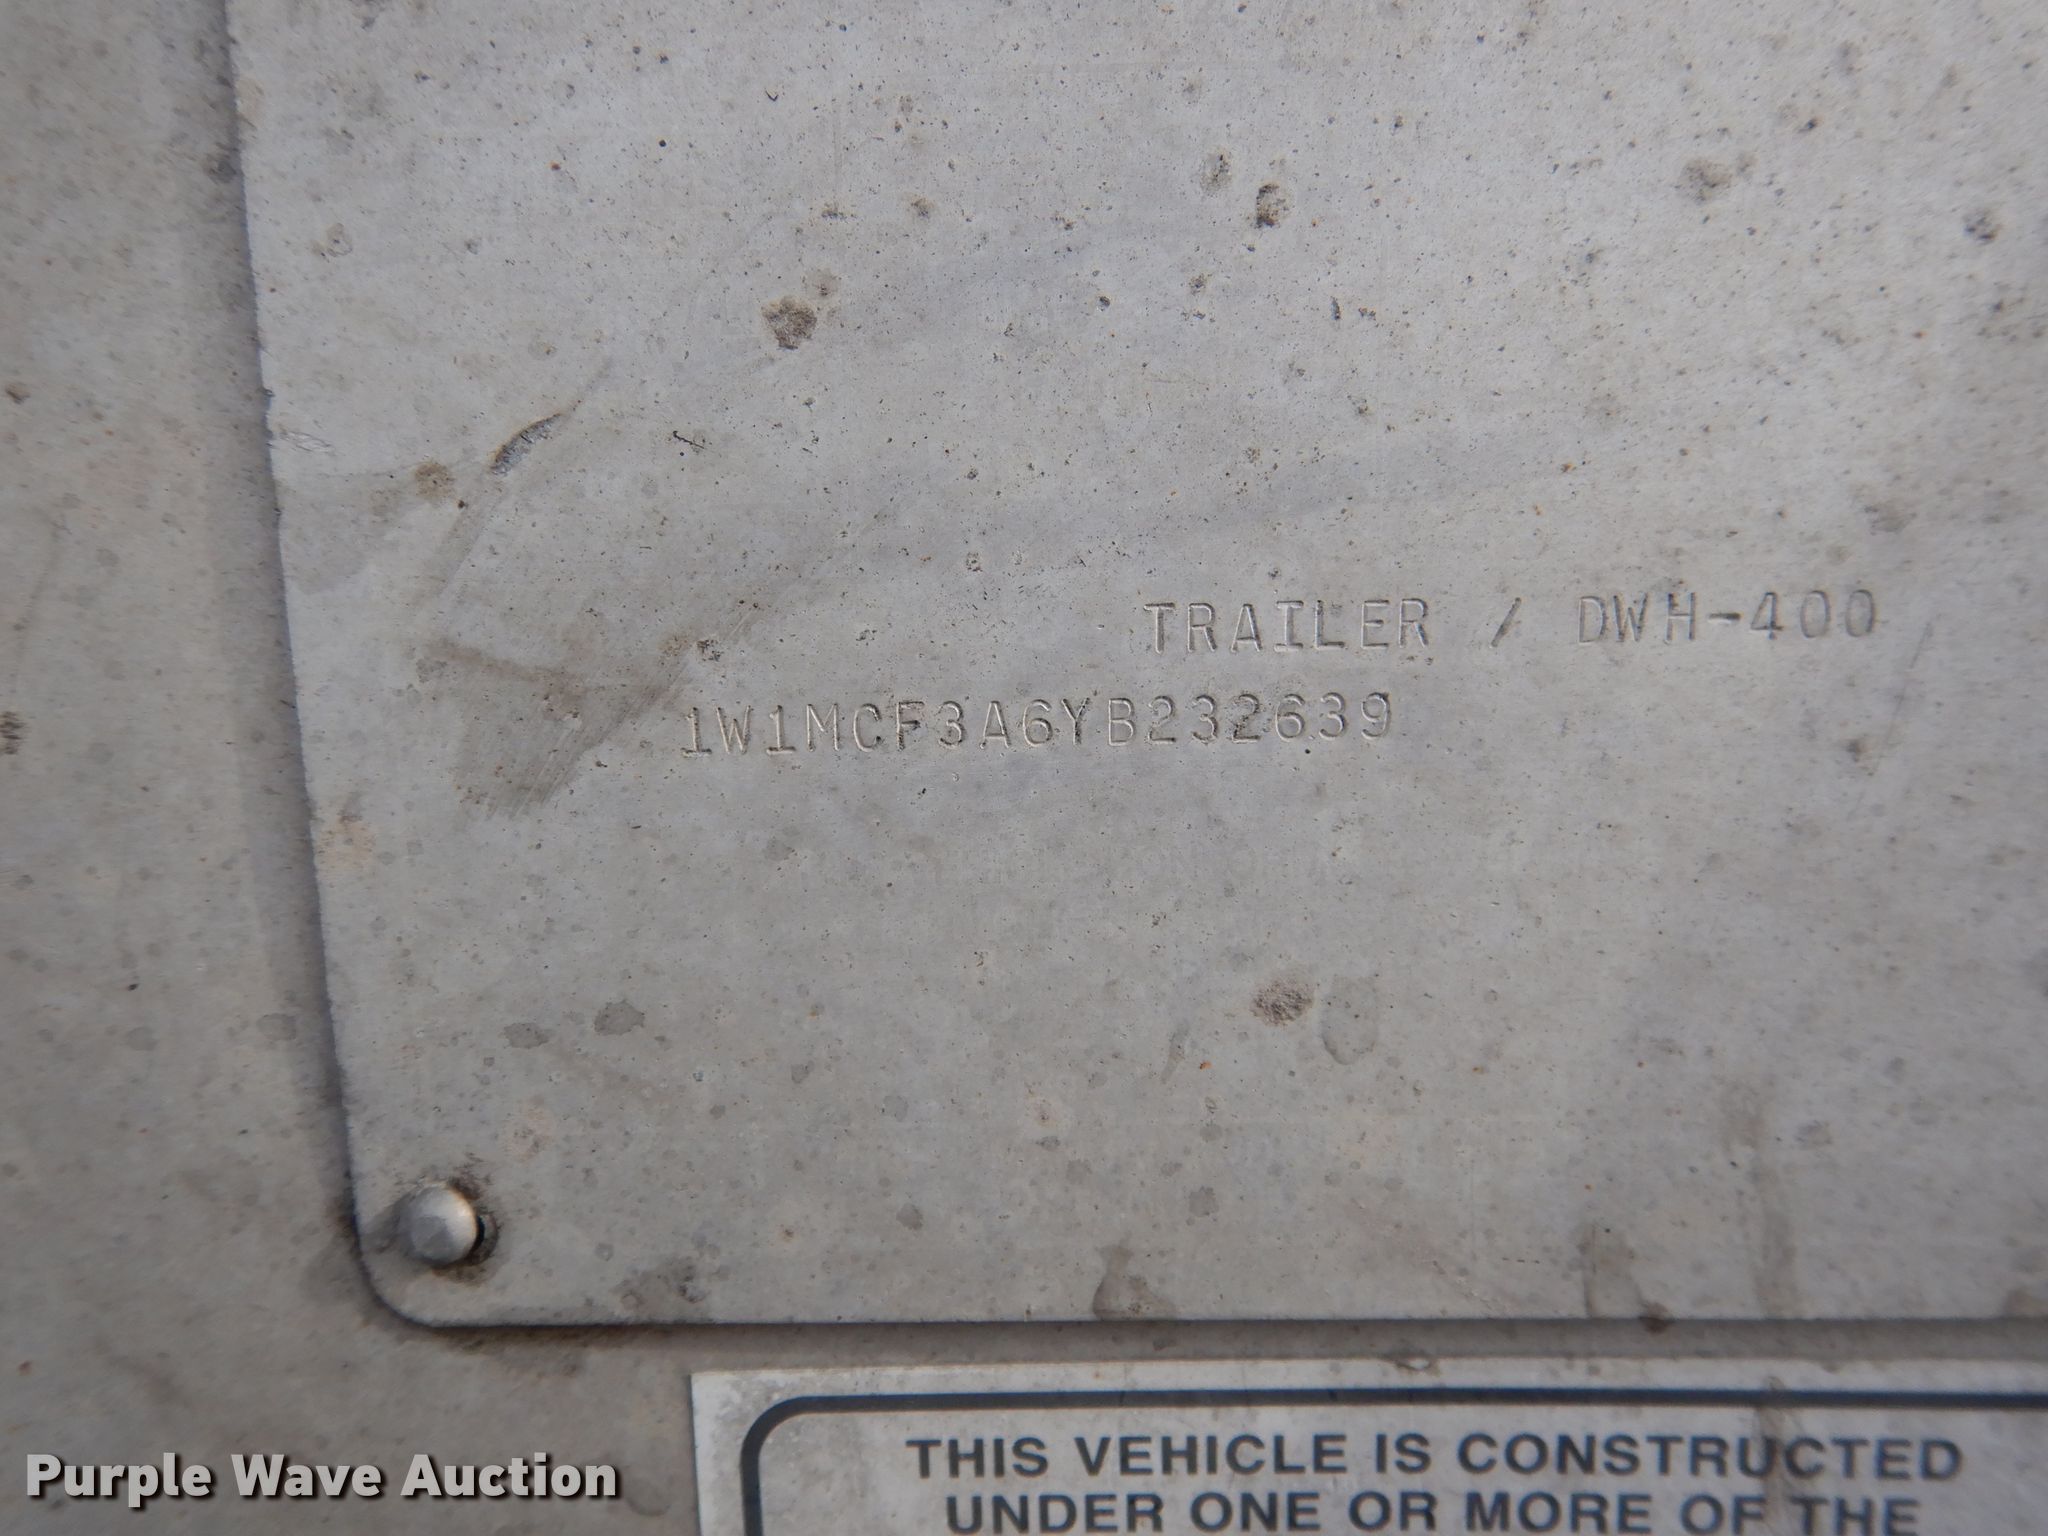 TRAILER / DWH-400
1W1MCF3A6YB232639
THIS VEHICLE IS CONSTRUCTED
UNDER ONE OR MORE OF THE
Purple Wave Auction